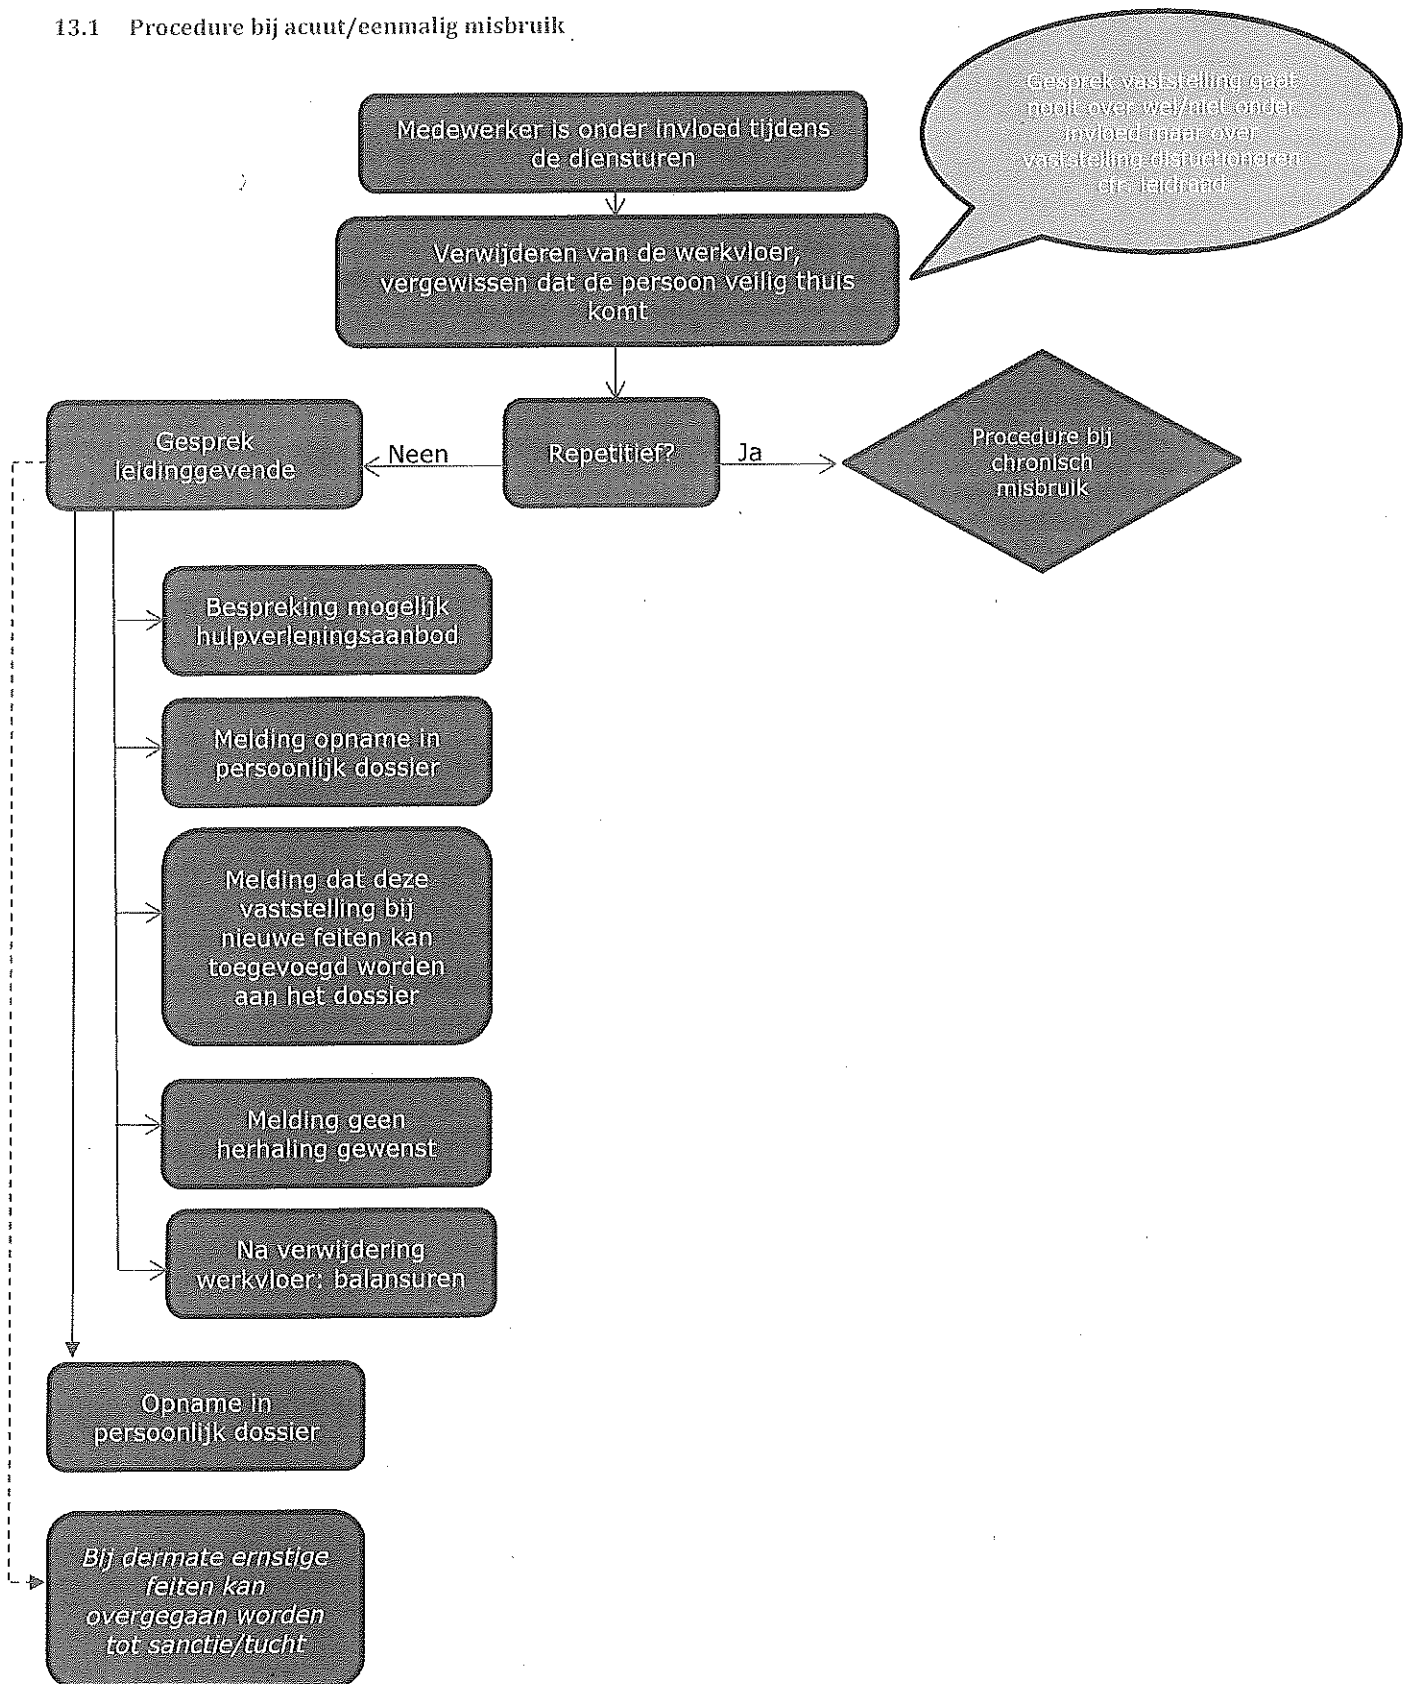 13.1 Procedure bij acuut/eenmalig misbruik
Gesprek vaststelling gaat
nooit over wel/niet onder
invloed maar over
vaststelling disfuctioneren
cfr. leidraad
Medewerker is onder invloed tijdens
de diensturen
Verwijderen van de werkvloer,
vergewissen dat de persoon veilig thuis
komt
Gesprek
leidinggevende
Neen
Repetitief?
Ja
Procedure bij
chronisch
misbruik
Bespreking mogelijk
hulpverleningsaanbod
Melding opname in
persoonlijk dossier
Melding dat deze
vaststelling bij
nieuwe feiten kan
toegevoegd worden
aan het dossier
Melding geen
herhaling gewenst
Na verwijdering
werkvloer: balansuren
Opname in
persoonlijk dossier
Bij dermate ernstige
feiten kan
overgegaan worden
tot sanctie/tucht